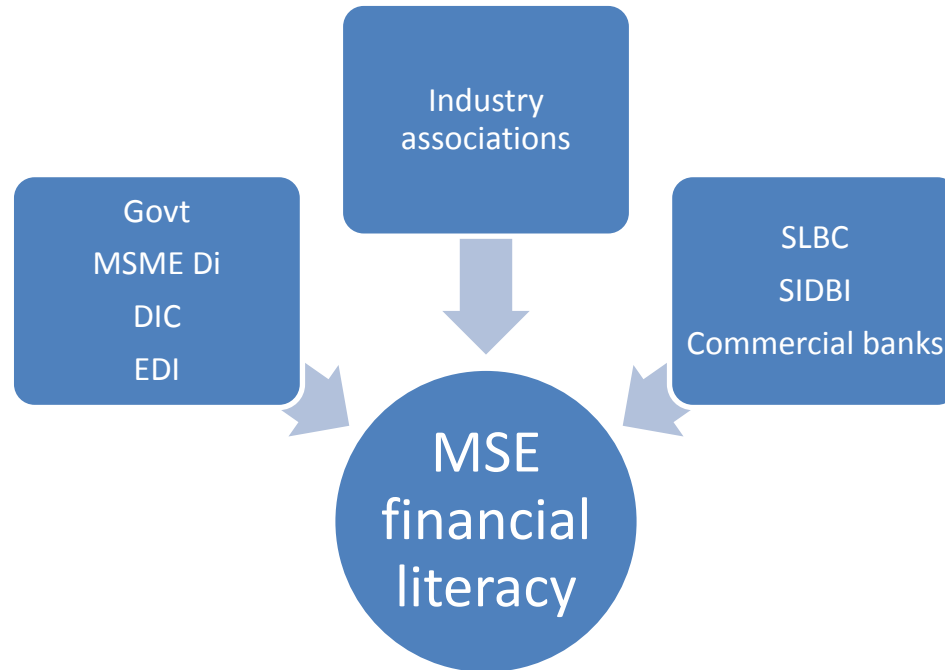 Industry
associations
Govt
MSME Di
DIC
EDI
SLBC
SIDBI
Commercial banks
MSE
financial
literacy